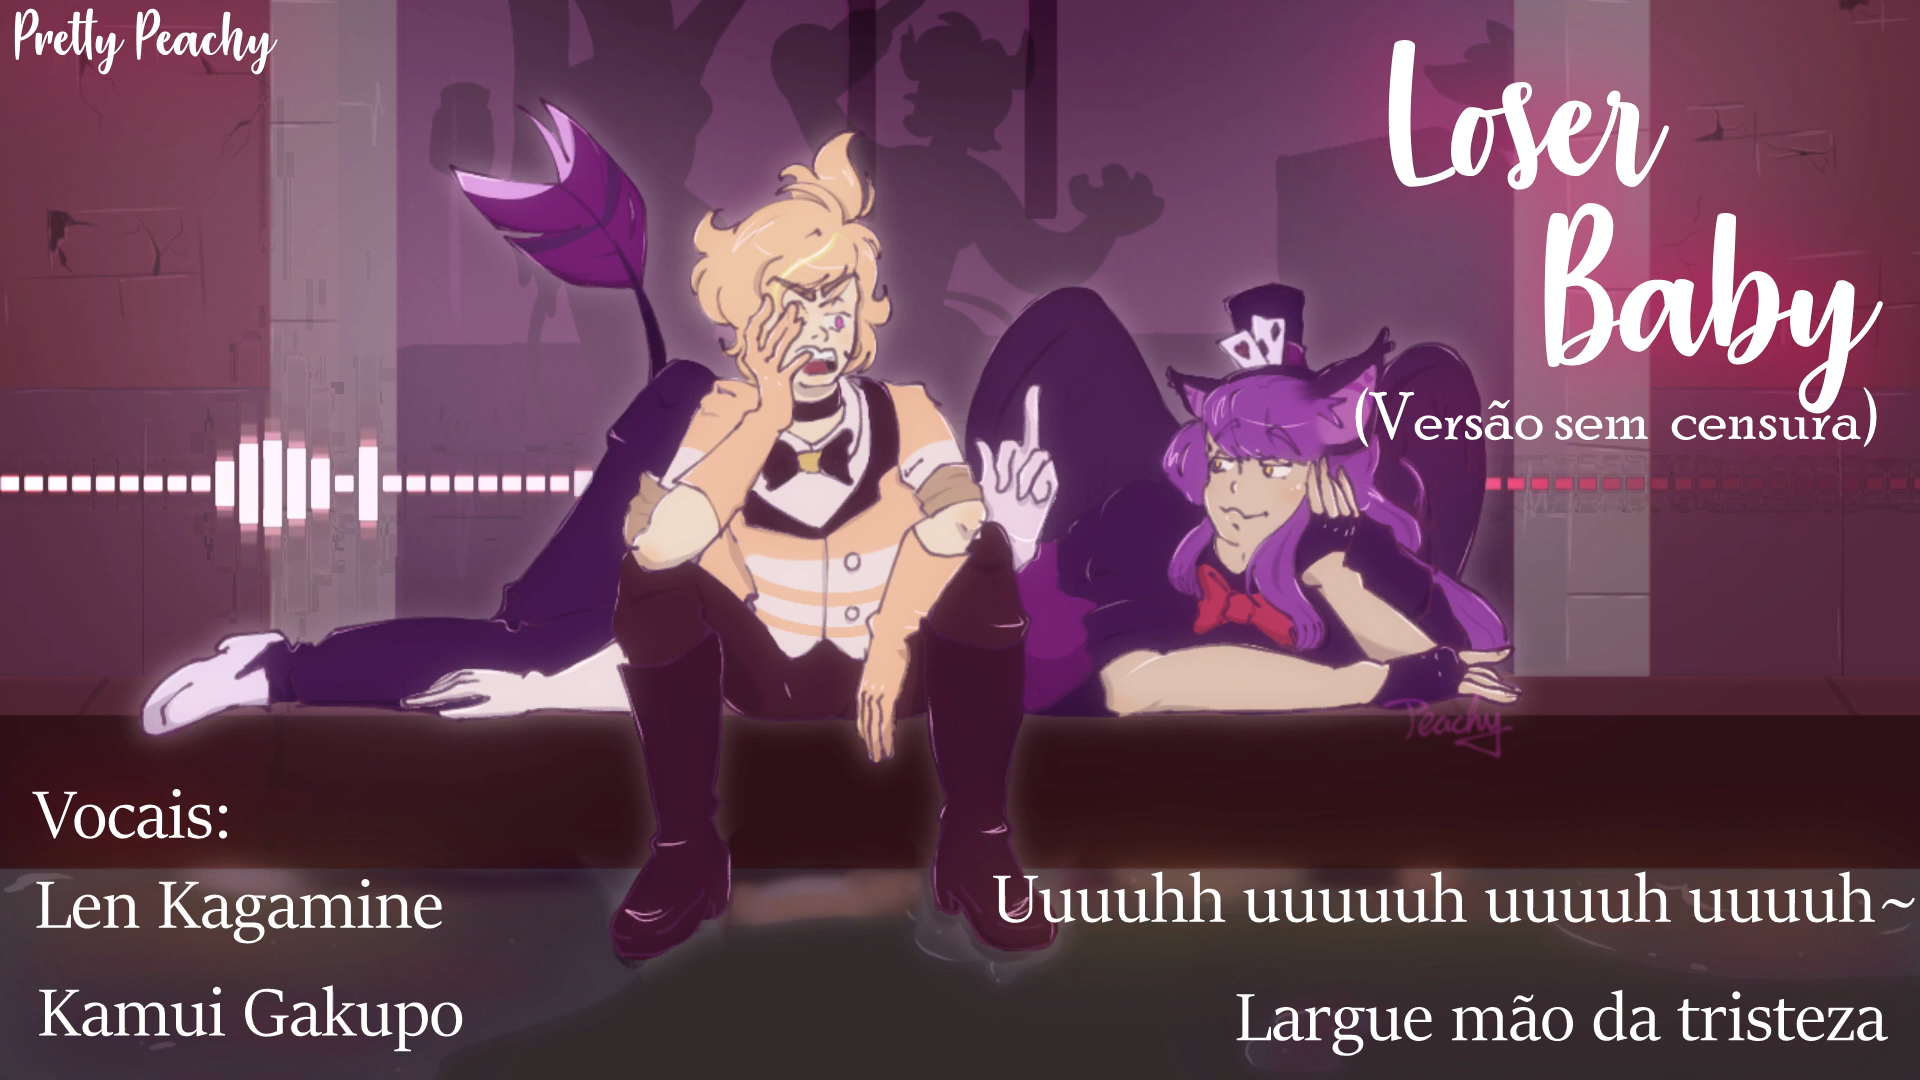 Pretty Peachy
Loser
Baby
(Versão sem censura)
Peachy
Vocais:
Len Kagamine
Kamui Gakupo
Uuuuhh uuuuuh uuuuh uuuuh~
Largue mão da tristeza